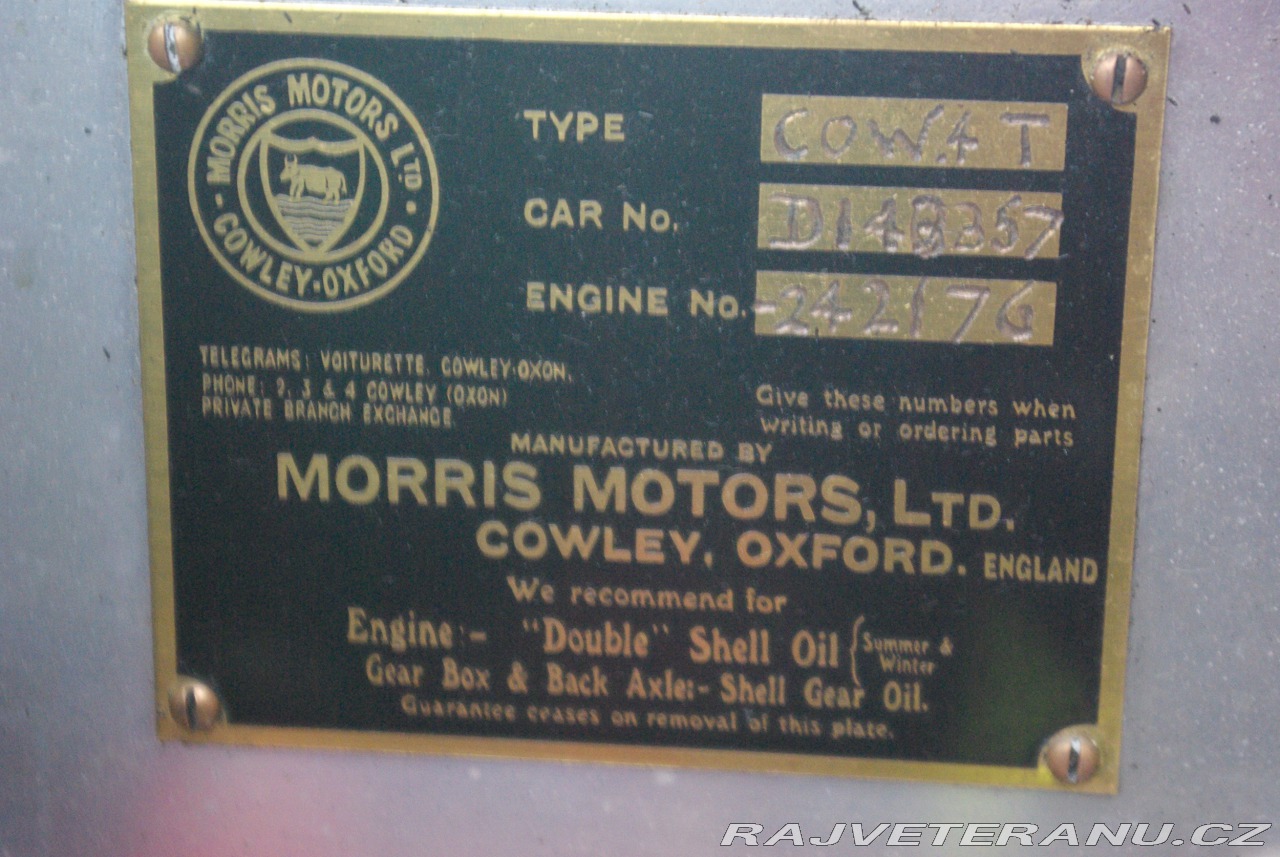 MORRIS MOTORS LTD
COWLEY·OXFORD
TYPE COW.4 T
CAR No. D148357
ENGINE No. -242176
TELEGRAMS: VOITURETTE, COWLEY·OXON.
PHONE: 2, 3 & 4 COWLEY (OXON)
PRIVATE BRANCH EXCHANGE
Give these numbers when
writing or ordering parts
MANUFACTURED BY
MORRIS MOTORS, LTD.
COWLEY, OXFORD. ENGLAND
We recommend for
Engine:- "Double" Shell Oil { Summer &
Winter
Gear Box & Back Axle:- Shell Gear Oil.
Guarantee ceases on removal of this plate.
RAJVETERANU.CZ